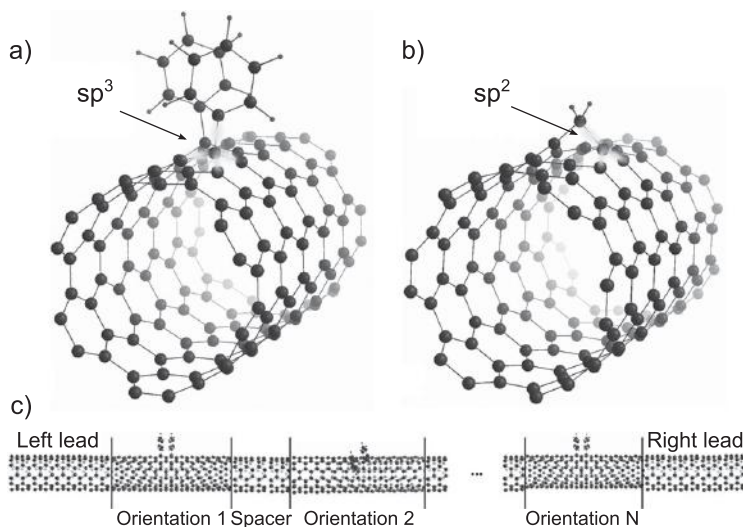 a)
b)
sp³
sp²
c)
Left lead
Right lead
Orientation 1
Spacer
Orientation 2
...
Orientation N